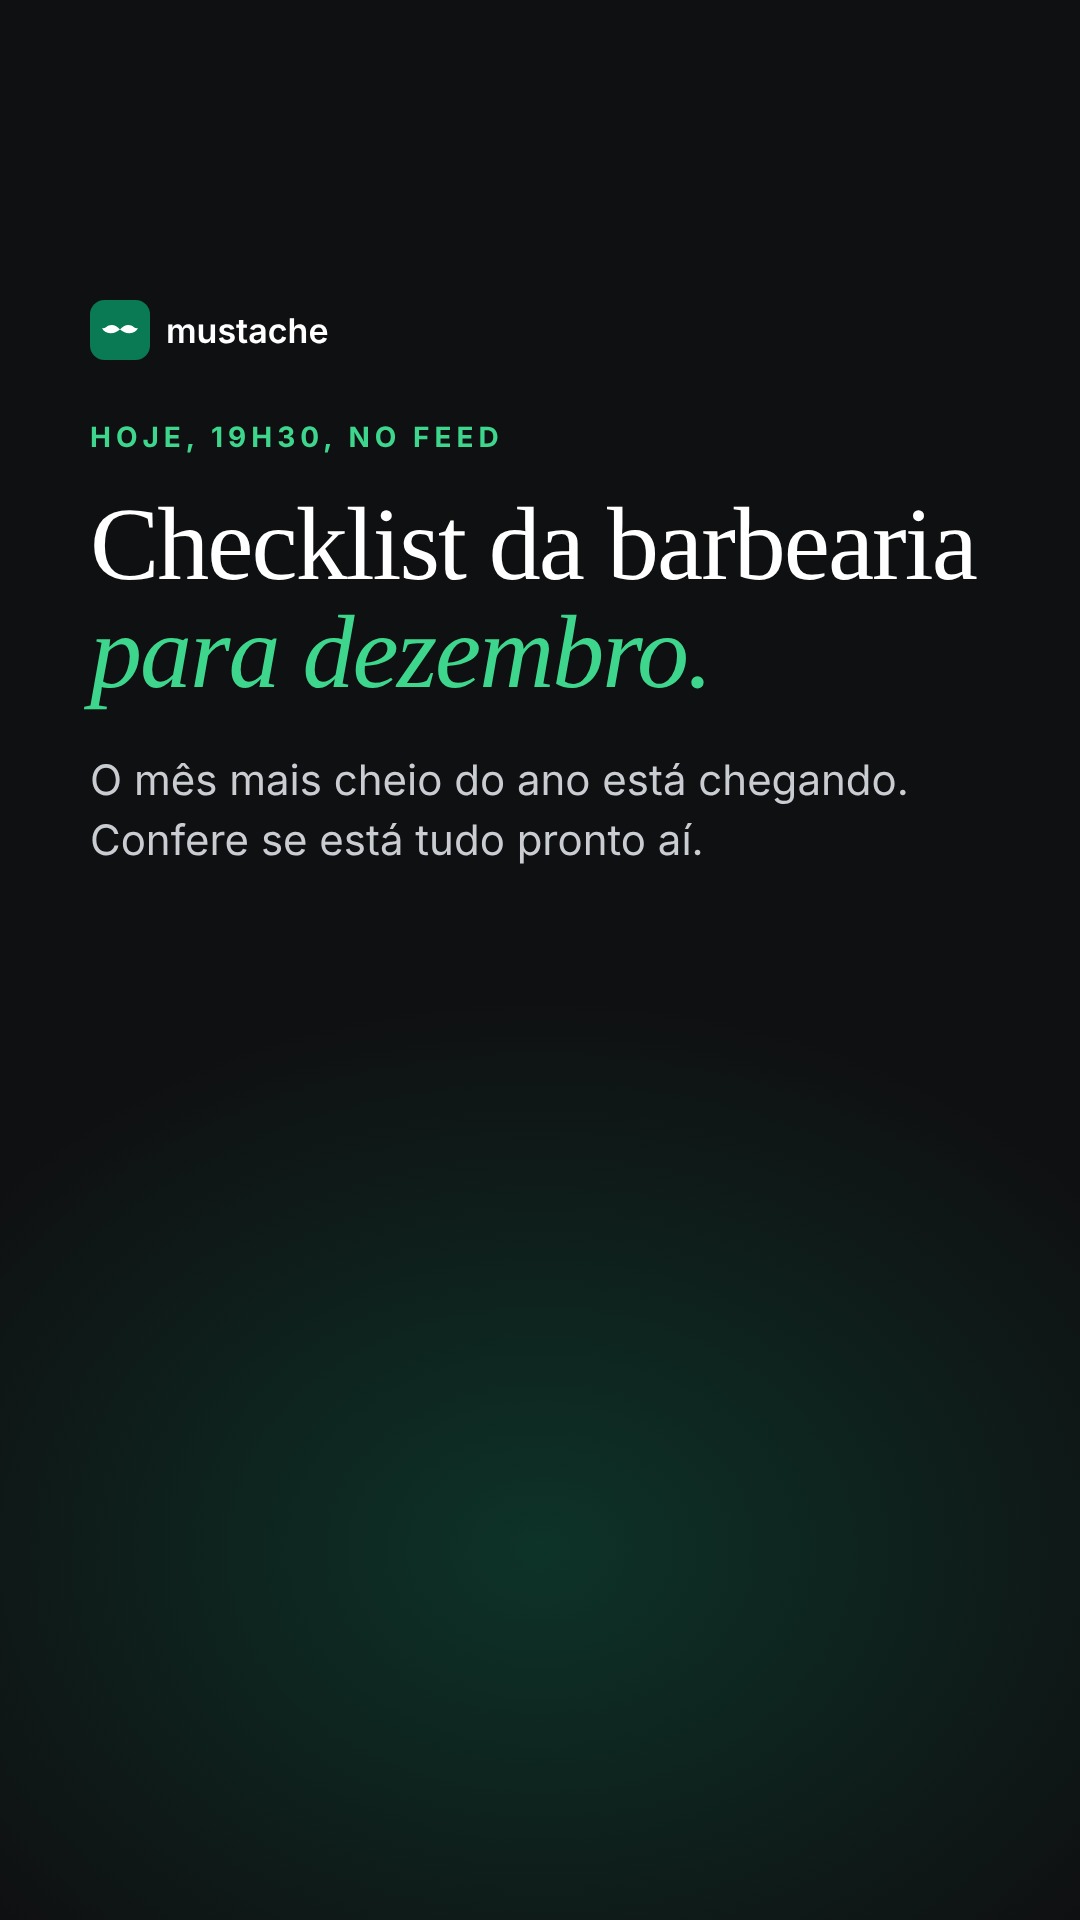 mustache
HOJE, 19H30, NO FEED
Checklist da barbearia
para dezembro.
O mês mais cheio do ano está chegando.
Confere se está tudo pronto aí.